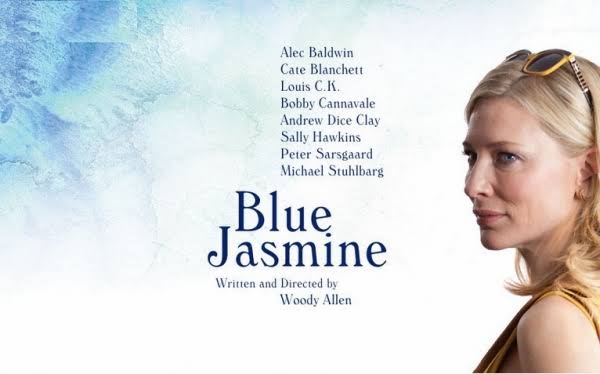 Alec Baldwin
Cate Blanchett
Louis C.K.
Bobby Cannavale
Andrew Dice Clay
Sally Hawkins
Peter Sarsgaard
Michael Stuhlbarg
Blue
Jasmine
Written and Directed by
Woody Allen